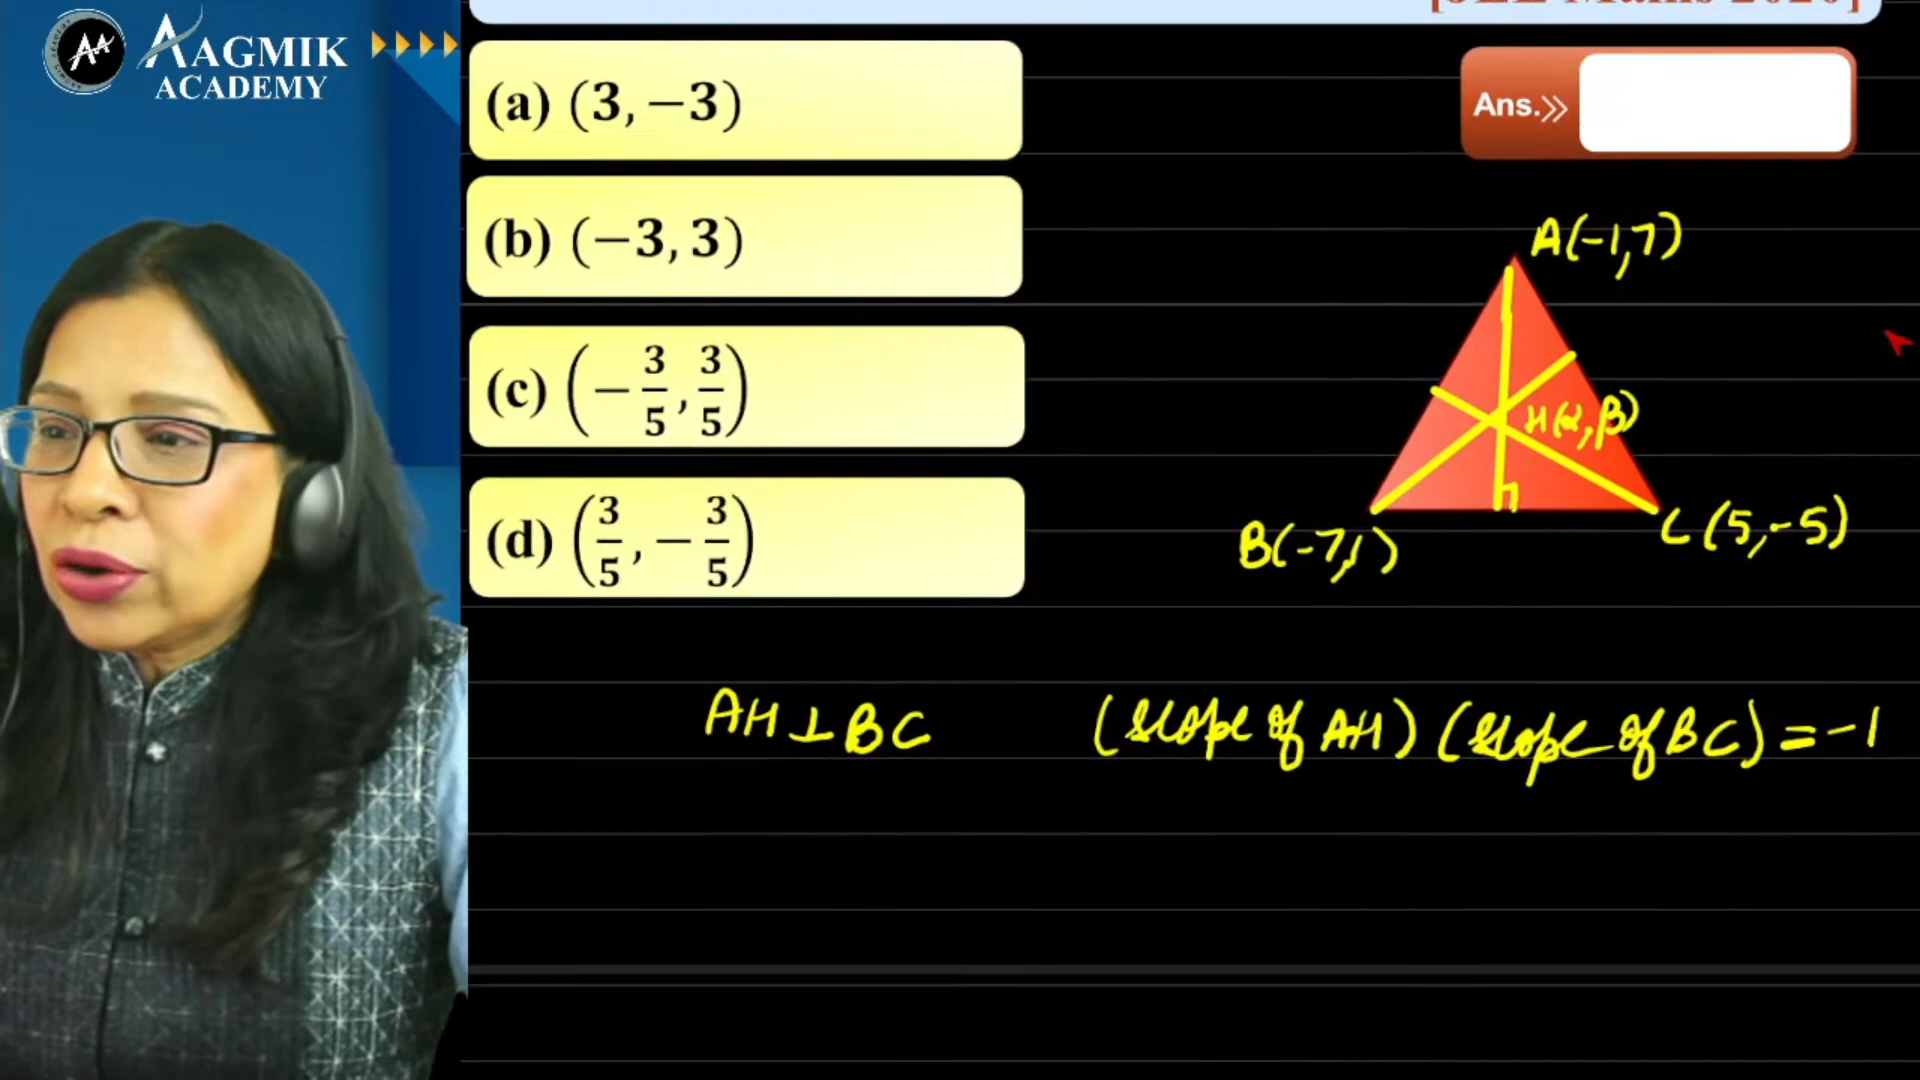 AAGMIK
ACADEMY
(a) (3, −3)
Ans.
(b) (−3, 3)
A(-1,7)
(c) (−3/5, 3/5)
H(α, β)
(d) (3/5, −3/5)
B(-7,1)
C (5,-5)
AH⊥BC
(slope of AH) (slope of BC) = -1